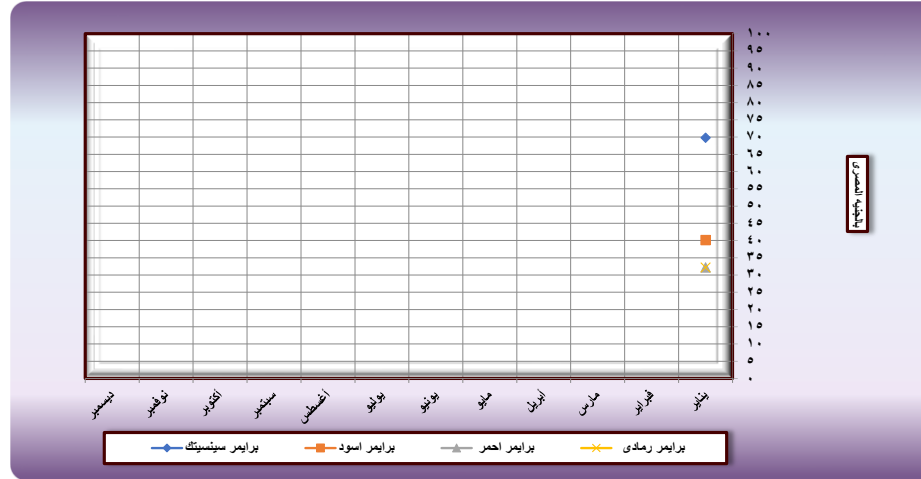 ١٠٠
٩٥
٩٠
٨٥
٨٠
٧٥
٧٠
٦٥
٦٠
٥٥
٥٠
٤٥
٤٠
٣٥
٣٠
٢٥
٢٠
١٥
١٠
٥
٠
بالجنيه المصرى
يناير
فبراير
مارس
أبريل
مايو
يونيو
يوليو
أغسطس
سبتمبر
أكتوبر
نوفمبر
ديسمبر
برايمر رمادى
برايمر احمر
برايمر اسود
برايمر سينسيتك